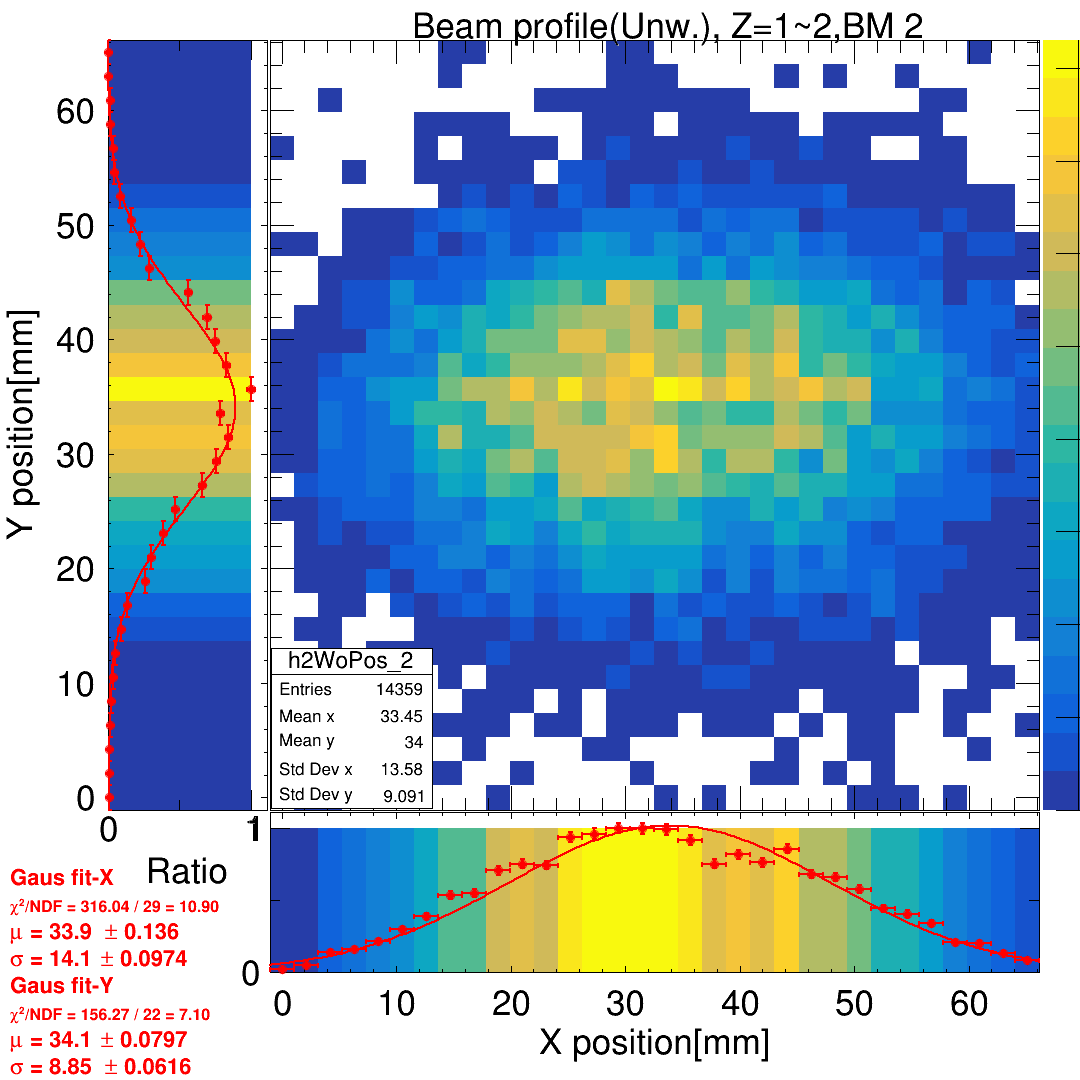 Beam profile(Unw.), Z=1~2,BM 2
60
50
40
30
20
10
0
Y position[mm]
0 1
Ratio
h2WoPos_2
Entries 14359
Mean x 33.45
Mean y 34
Std Dev x 13.58
Std Dev y 9.091
1
0
0 10 20 30 40 50 60
X position[mm]
Gaus fit-X
χ²/NDF = 316.04 / 29 = 10.90
μ = 33.9 ± 0.136
σ = 14.1 ± 0.0974
Gaus fit-Y
χ²/NDF = 156.27 / 22 = 7.10
μ = 34.1 ± 0.0797
σ = 8.85 ± 0.0616